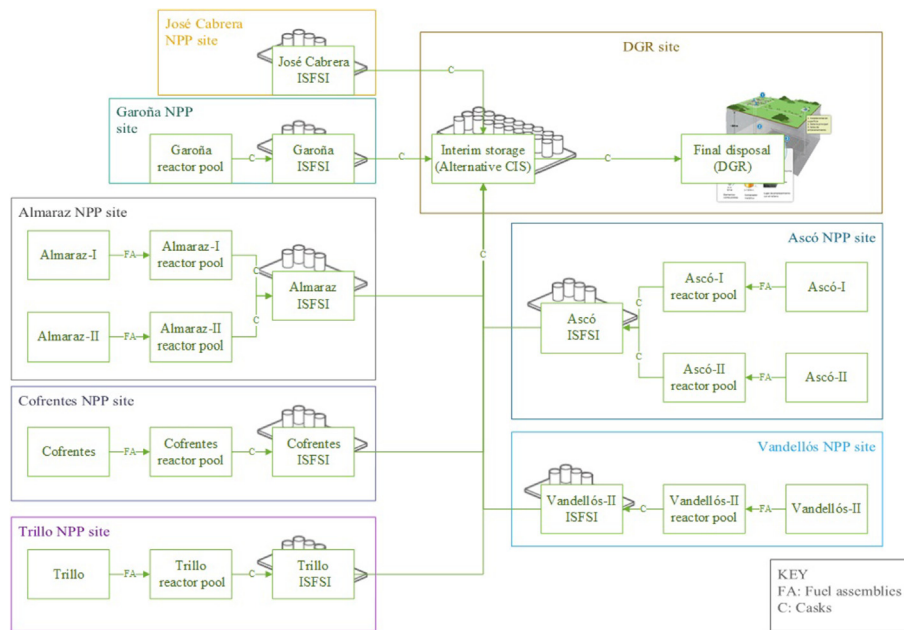 José Cabrera
NPP site
José Cabrera
ISFSI
C
DGR site
Garoña NPP
site
Garoña
reactor pool
C
Garoña
ISFSI
C
Interim storage
(Alternative CIS)
C
Final disposal
(DGR)
Almaraz NPP site
Almaraz-I
FA
Almaraz-I
reactor pool
C
Almaraz
ISFSI
Almaraz-II
FA
Almaraz-II
reactor pool
C
C
Ascó NPP site
Ascó
ISFSI
C
Ascó-I
reactor pool
FA
Ascó-I
C
Ascó-II
reactor pool
FA
Ascó-II
Cofrentes NPP site
Cofrentes
FA
Cofrentes
reactor pool
C
Cofrentes
ISFSI
Vandellós NPP site
Vandellós-II
ISFSI
C
Vandellós-II
reactor pool
FA
Vandellós-II
Trillo NPP site
Trillo
FA
Trillo
reactor pool
C
Trillo
ISFSI
KEY
FA: Fuel assemblies
C: Casks